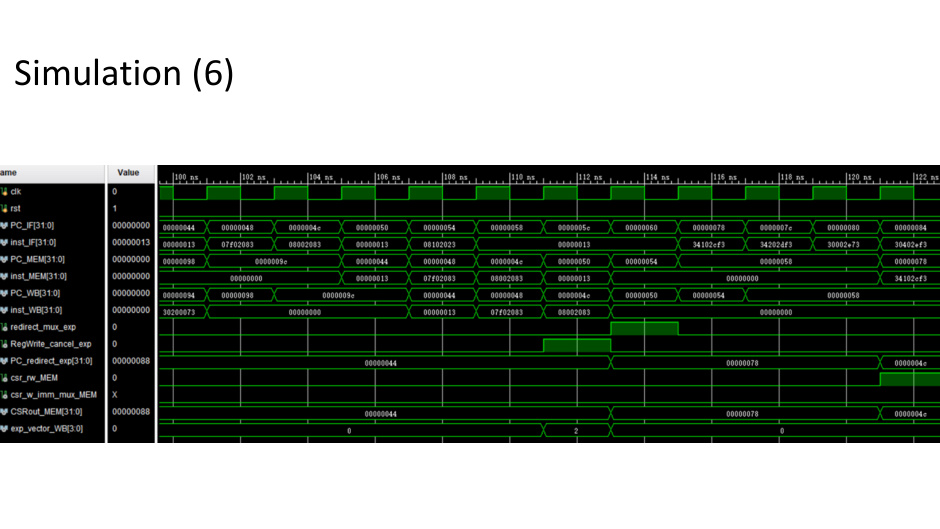 Simulation (6)
ame Value 100 ns 102 ns 104 ns 106 ns 108 ns 110 ns 112 ns 114 ns 116 ns 118 ns 120 ns 122 ns
clk 0
rst 1
PC_IF[31:0] 00000000 00000044 00000048 0000004c 00000050 00000054 00000058 0000005c 00000060 00000078 0000007c 00000080 00000084
inst_IF[31:0] 00000013 00000013 07f02083 08002083 00000013 08102023 00000013 34102cf3 34202df3 30002e73 30402ef3
PC_MEM[31:0] 00000000 00000098 0000009c 00000044 00000048 0000004c 00000050 00000054 00000058 00000078
inst_MEM[31:0] 00000000 00000000 00000013 07f02083 08002083 00000013 00000000 34102cf3
PC_WB[31:0] 00000000 00000094 00000098 0000009c 00000044 00000048 0000004c 00000050 00000054 00000058
inst_WB[31:0] 00000000 30200073 00000000 00000013 07f02083 08002083 00000000
redirect_mux_exp 0
RegWrite_cancel_exp 0
PC_redirect_exp[31:0] 00000088 00000044 00000078 0000004c
csr_rw_MEM 0
csr_w_imm_mux_MEM X
CSRout_MEM[31:0] 00000088 00000044 00000078 0000004c
exp_vector_WB[3:0] 0 0 2 0